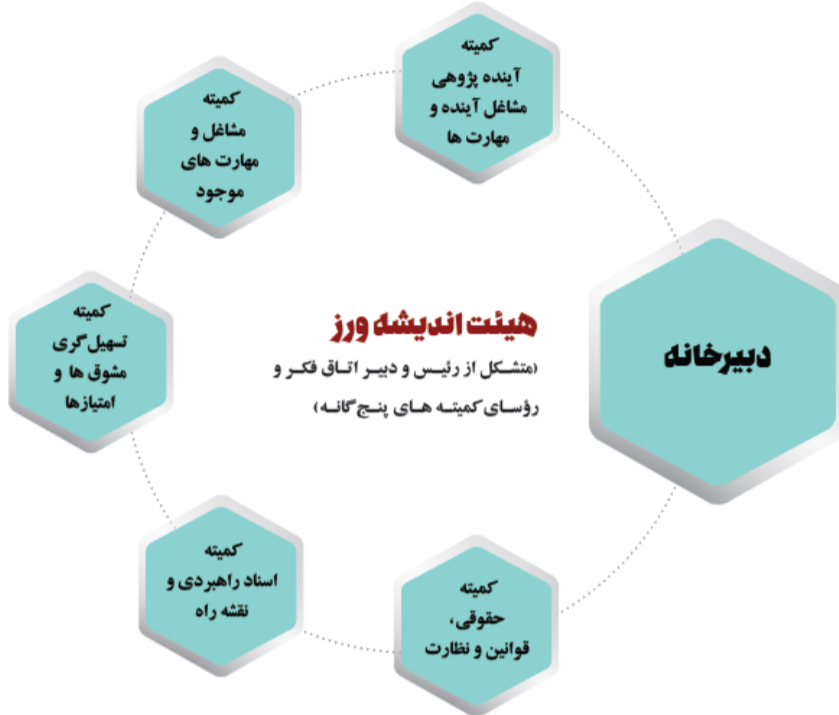 کمیته
آینده پژوهی
مشاغل آینده و
مهارت ها
کمیته
مشاغل و
مهارت های
موجود
کمیته
تسهیل‌گری
مشوق ها و
امتیازها
هیئت اندیشه ورز
(متشکل از رئیس و دبیر اتاق فکر و
رؤسای کمیته های پنج‌گانه)
دبیرخانه
کمیته
اسناد راهبردی و
نقشه راه
کمیته
حقوقی،
قوانین و نظارت